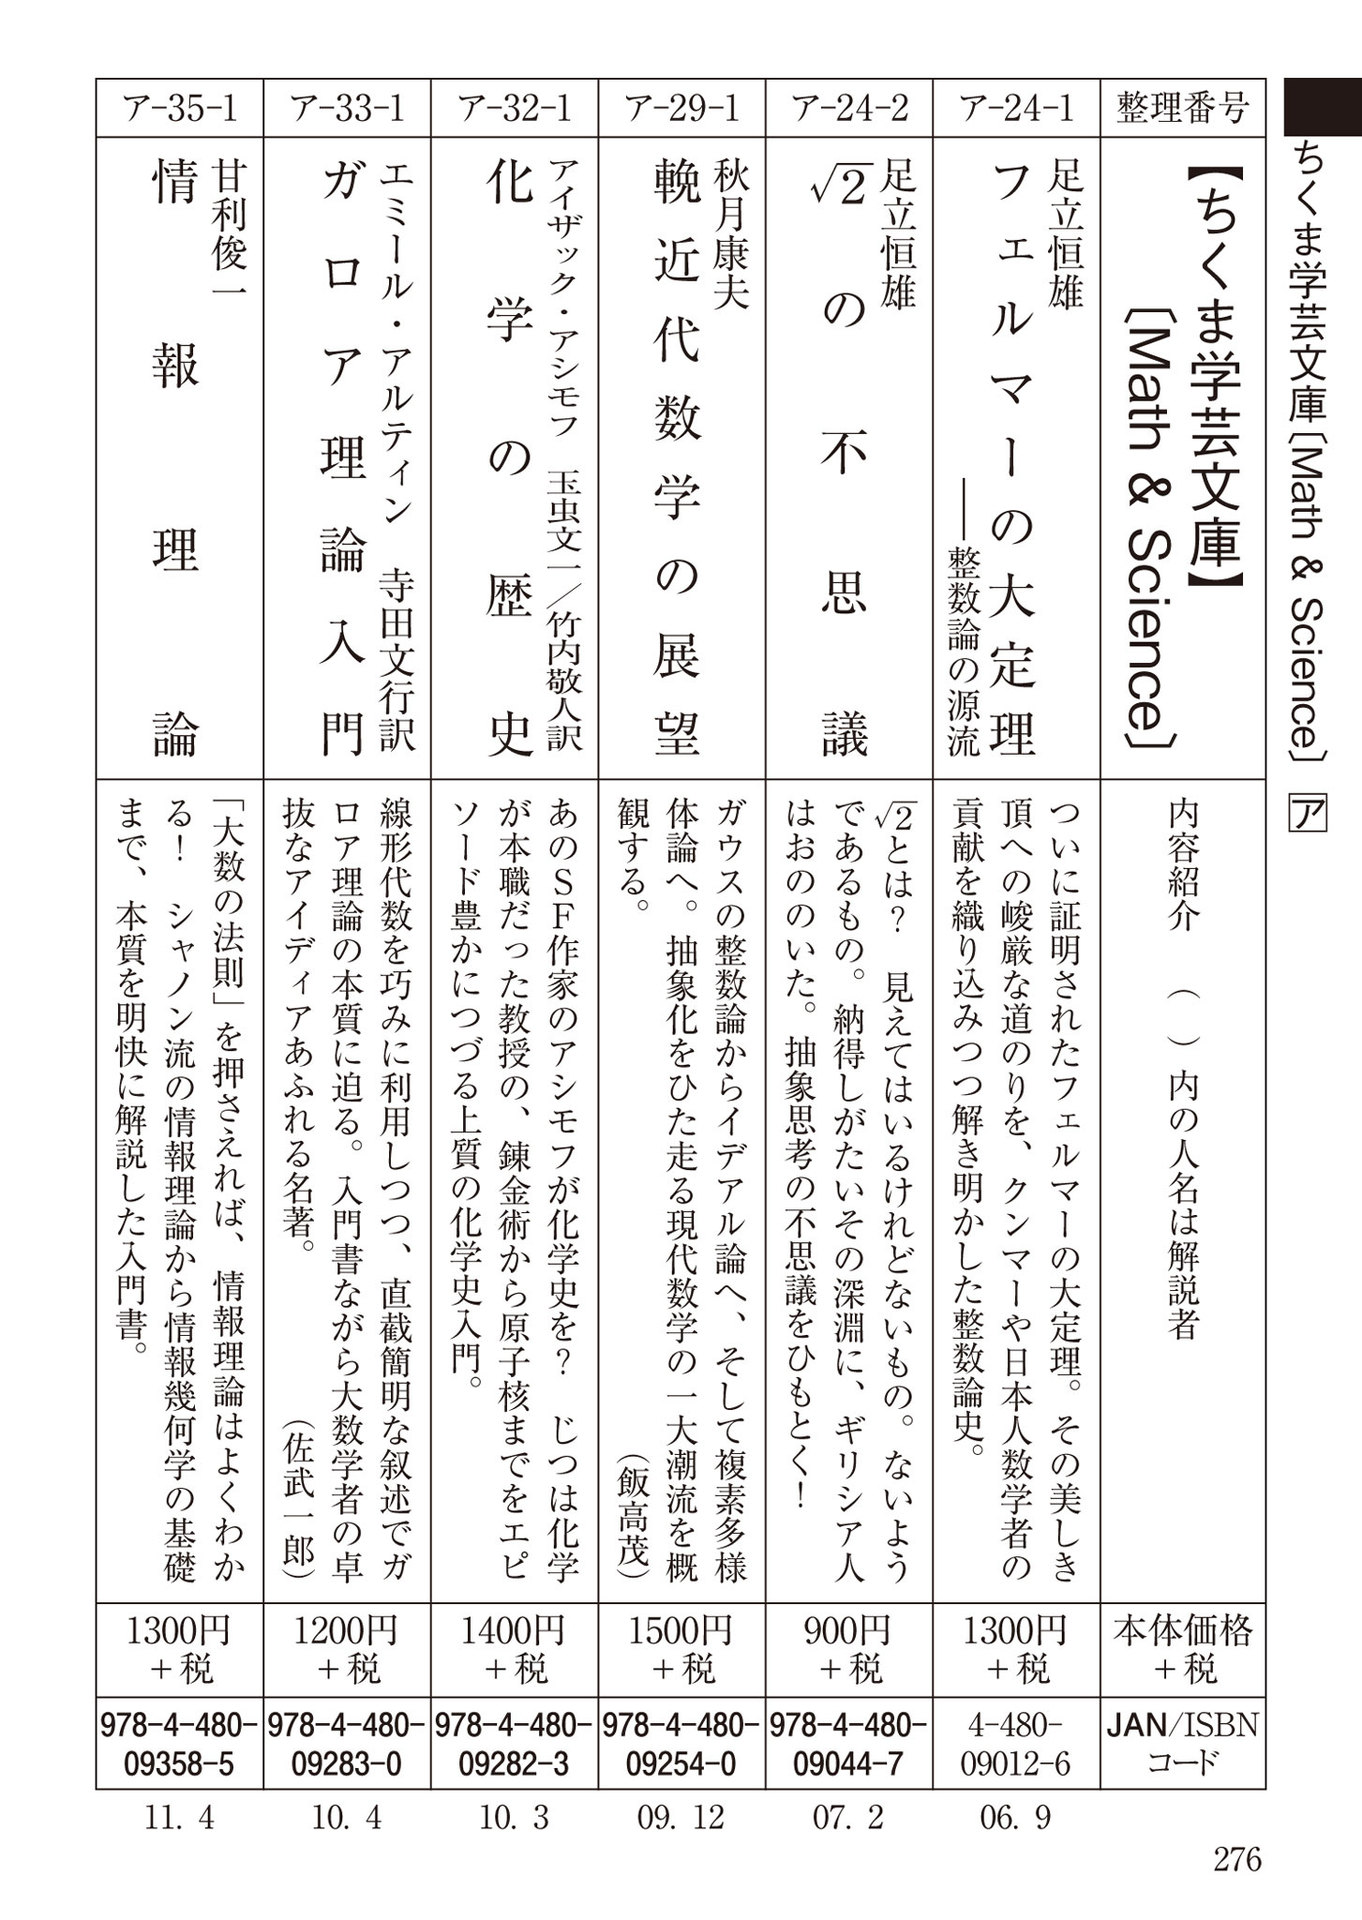 ちくま学芸文庫〔Math & Science〕 ア
整理番号
【ちくま学芸文庫】
〔Math & Science〕
内容紹介　（　）内の人名は解説者
本体価格
＋税
JAN/ISBN
コード
ア-24-1
足立恒雄
フェルマーの大定理
――整数論の源流
ついに証明されたフェルマーの大定理。その美しき
頂への峻厳な道のりを、クンマーや日本人数学者の
貢献を織り込みつつ解き明かした整数論史。
1300円
＋税
4-480-
09012-6
06. 9
ア-24-2
足立恒雄
√2の不思議
√2とは？　見えてはいるけれどないもの。ないよう
であるもの。納得しがたいその深淵に、ギリシア人
はおののいた。抽象思考の不思議をひもとく！
900円
＋税
978-4-480-
09044-7
07. 2
ア-29-1
秋月康夫
輓近代数学の展望
ガウスの整数論からイデアル論へ、そして複素多様
体論へ。抽象化をひた走る現代数学の一大潮流を概
観する。　（飯高茂）
1500円
＋税
978-4-480-
09254-0
09. 12
ア-32-1
アイザック・アシモフ　玉虫文一／竹内敬人訳
化学の歴史
あのＳＦ作家のアシモフが化学史を？　じつは化学
が本職だった教授の、錬金術から原子核までをエピ
ソード豊かにつづる上質の化学史入門。
1400円
＋税
978-4-480-
09282-3
10. 3
ア-33-1
エミール・アルティン　寺田文行訳
ガロア理論入門
線形代数を巧みに利用しつつ、直截簡明な叙述でガ
ロア理論の本質に迫る。入門書ながら大数学者の卓
抜なアイディアあふれる名著。　（佐武一郎）
1200円
＋税
978-4-480-
09283-0
10. 4
ア-35-1
甘利俊一
情報理論
「大数の法則」を押さえれば、情報理論はよくわか
る！　シャノン流の情報理論から情報幾何学の基礎
まで、本質を明快に解説した入門書。
1300円
＋税
978-4-480-
09358-5
11. 4
276